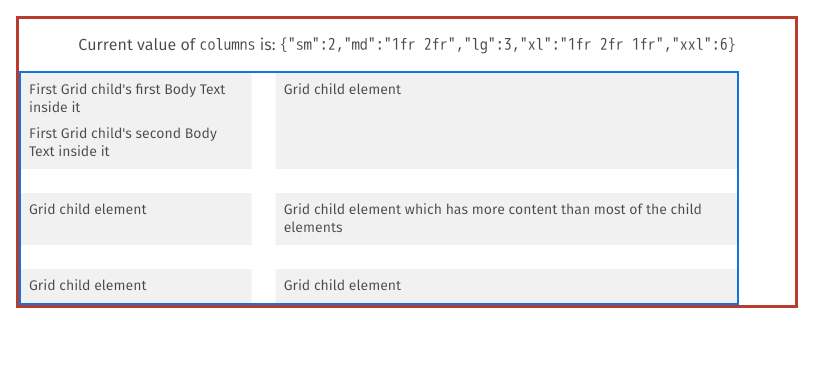 Current value of columns is: {"sm":2,"md":"1fr 2fr","lg":3,"xl":"1fr 2fr 1fr","xxl":6}
First Grid child's first Body Text
inside it
First Grid child's second Body
Text inside it
Grid child element
Grid child element
Grid child element which has more content than most of the child
elements
Grid child element
Grid child element